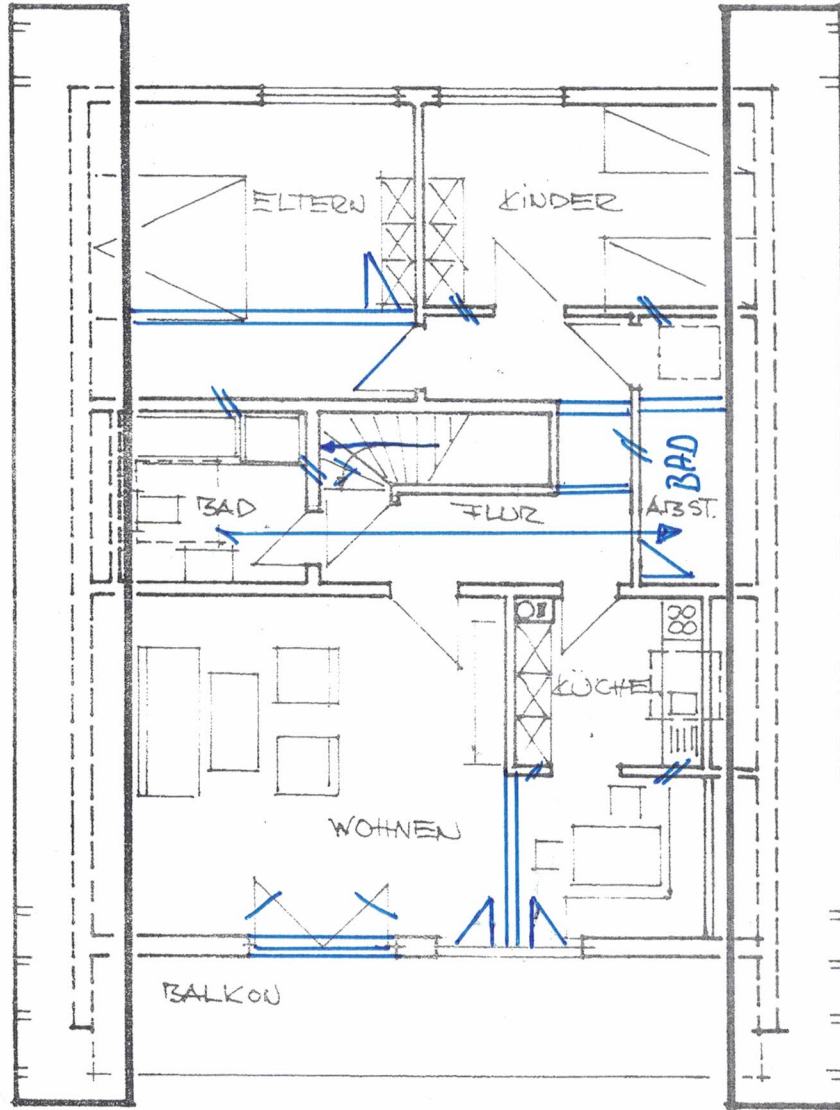 ELTERN
KINDER
BAD
BAD
FLUR
ABST.
KÜCHE
WOHNEN
BALKON